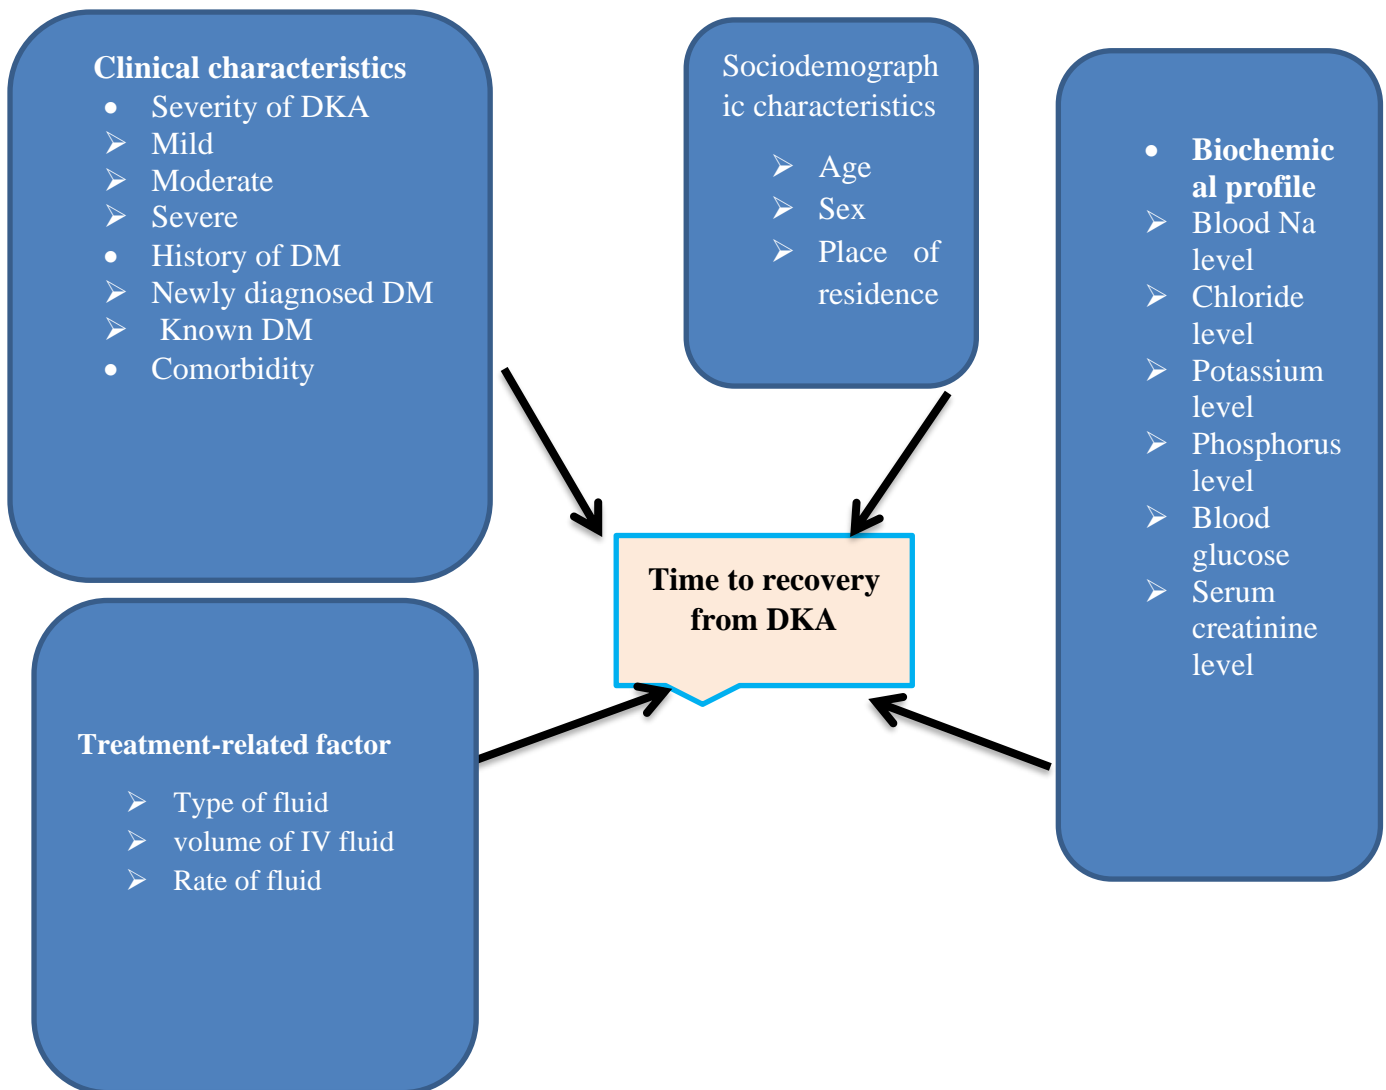 Clinical characteristics
• Severity of DKA
➢ Mild
➢ Moderate
➢ Severe
• History of DM
➢ Newly diagnosed DM
➢ Known DM
• Comorbidity
Sociodemograph
ic characteristics
➢ Age
➢ Sex
➢ Place of
residence
• Biochemic
al profile
➢ Blood Na
level
➢ Chloride
level
➢ Potassium
level
➢ Phosphorus
level
➢ Blood
glucose
➢ Serum
creatinine
level
Time to recovery
from DKA
Treatment-related factor
➢ Type of fluid
➢ volume of IV fluid
➢ Rate of fluid